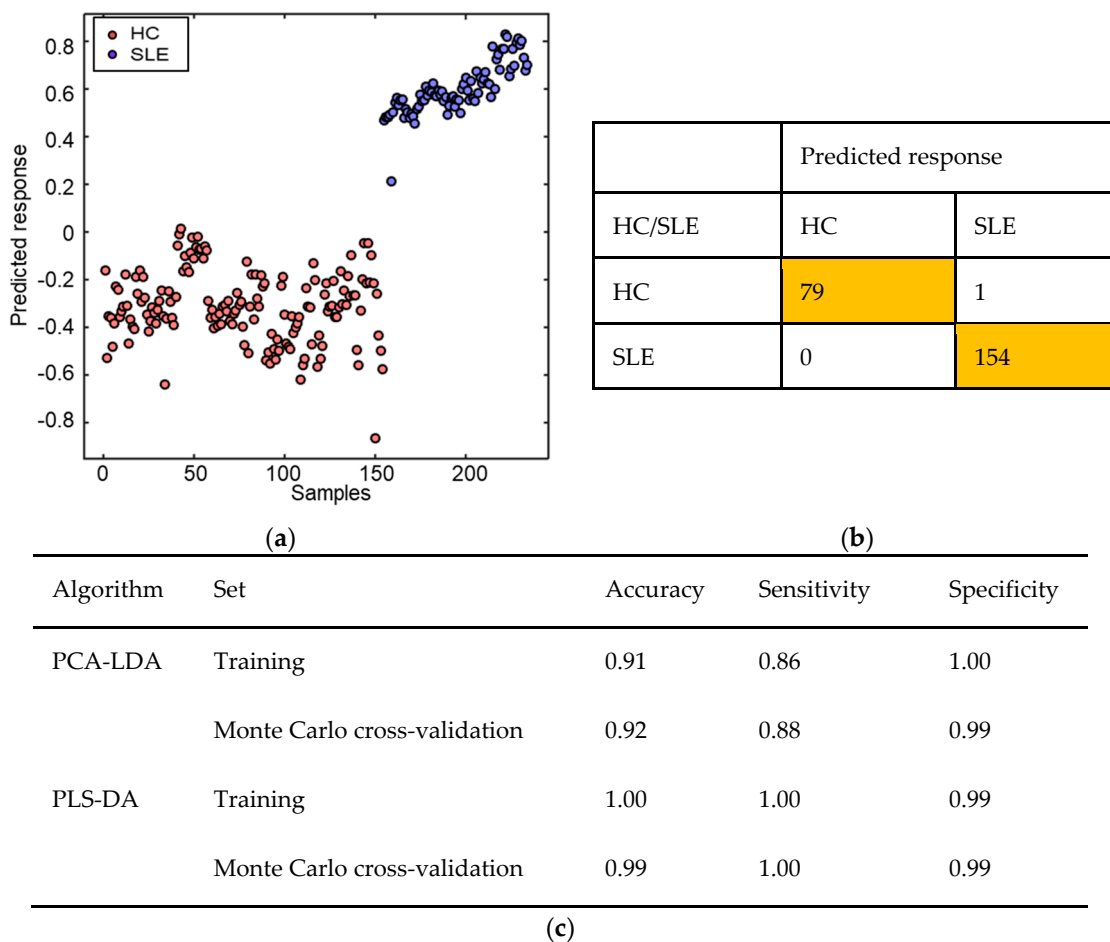 HC
SLE
0.8
0.6
0.4
0.2
0
-0.2
-0.4
-0.6
-0.8
Predicted response
0 50 100 150 200
Samples
(a)
Predicted response
HC/SLE HC SLE
HC 79 1
SLE 0 154
(b)
Algorithm Set Accuracy Sensitivity Specificity
PCA-LDA Training 0.91 0.86 1.00
Monte Carlo cross-validation 0.92 0.88 0.99
PLS-DA Training 1.00 1.00 0.99
Monte Carlo cross-validation 0.99 1.00 0.99
(c)